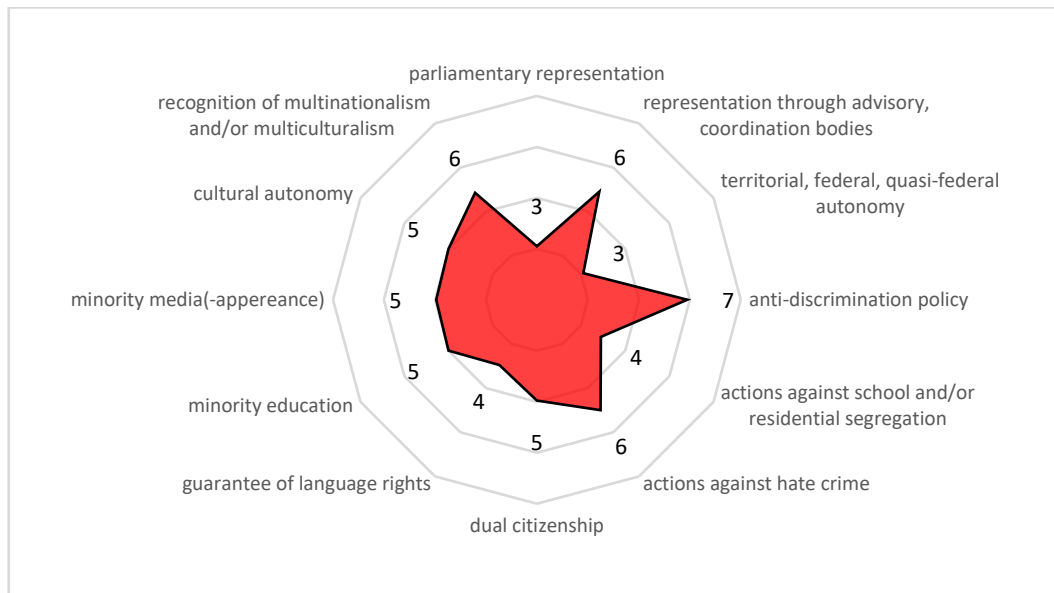 parliamentary representation
recognition of multinationalism
and/or multiculturalism
representation through advisory,
coordination bodies
6
6
cultural autonomy
territorial, federal, quasi-federal
autonomy
3
5
3
minority media(-appereance)
5
7
anti-discrimination policy
4
5
4
minority education
actions against school and/or
residential segregation
5
6
guarantee of language rights
actions against hate crime
dual citizenship